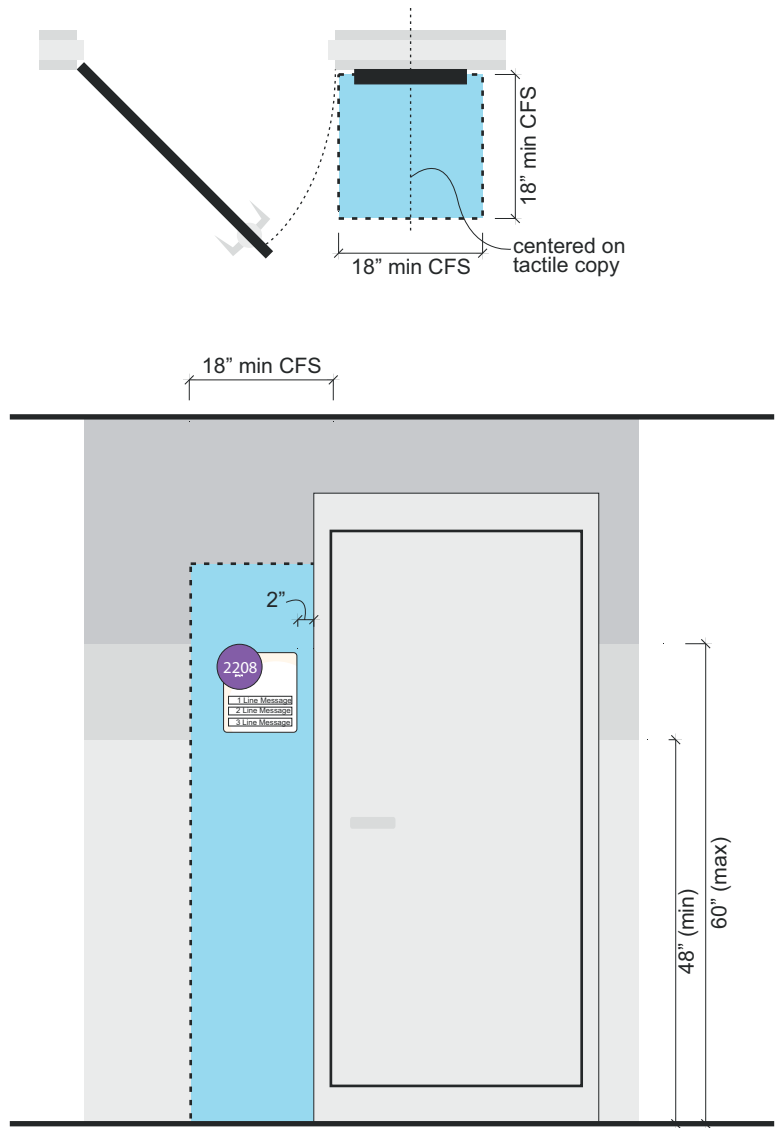 18” min CFS
18” min CFS
centered on
tactile copy
18” min CFS
2”
2208
1 Line Message
2 Line Message
3 Line Message
48” (min)
60” (max)